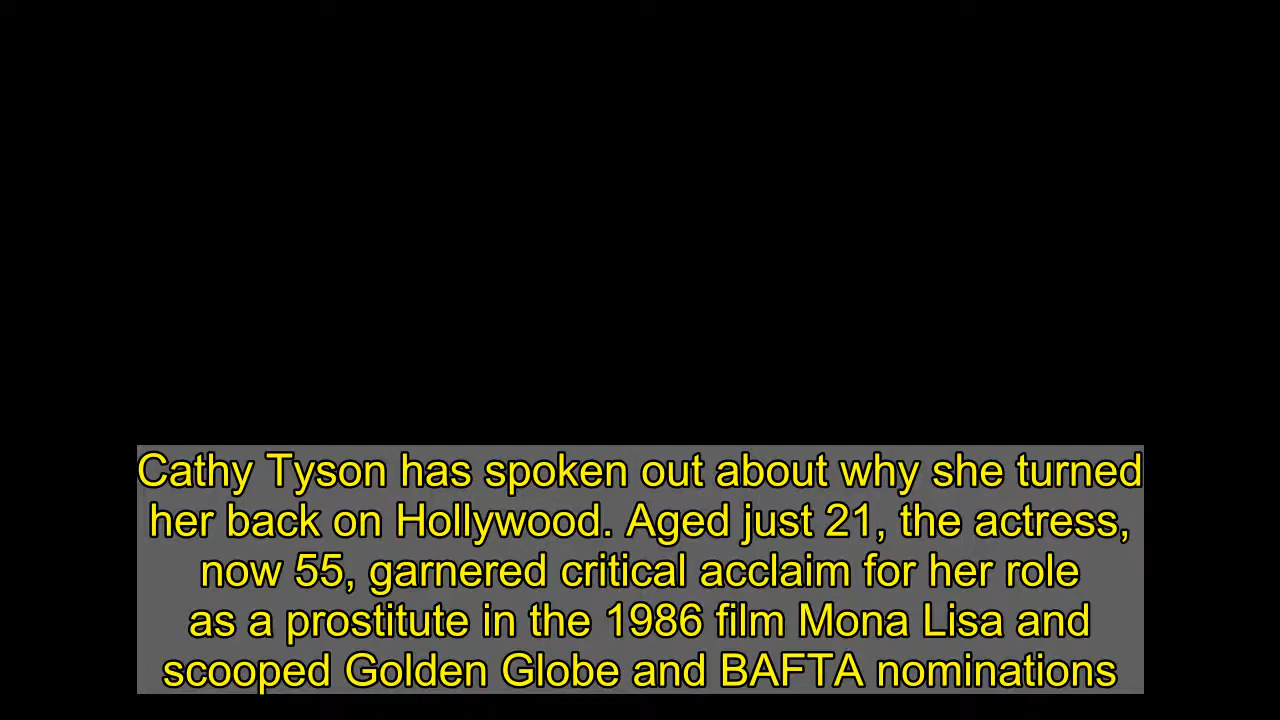 Cathy Tyson has spoken out about why she turned
her back on Hollywood. Aged just 21, the actress,
now 55, garnered critical acclaim for her role
as a prostitute in the 1986 film Mona Lisa and
scooped Golden Globe and BAFTA nominations